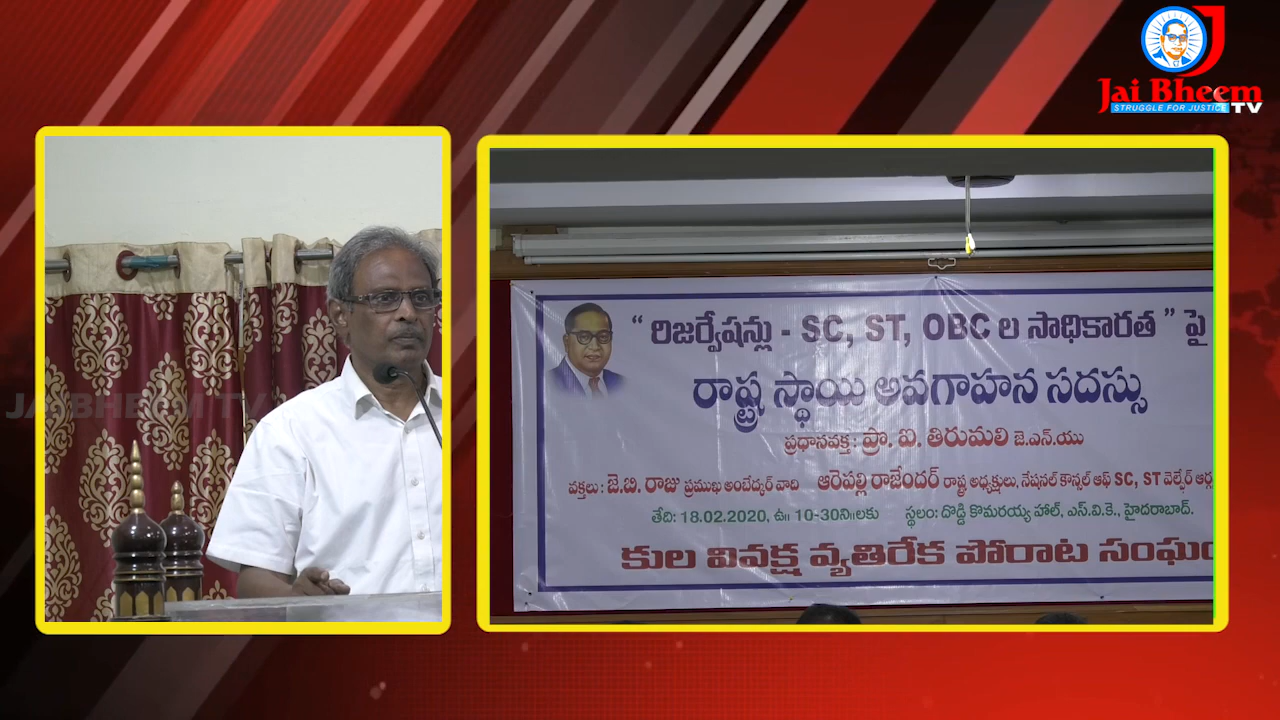 Jai Bheem
STRUGGLE FOR JUSTICE TV
JAI BHEEM TV
“ రిజర్వేషన్లు - SC, ST, OBC ల సాధికారత ” పై
రాష్ట్ర స్థాయి అవగాహన సదస్సు
ప్రధానవక్త : ప్రొ. ఐ. తిరుమలి జె.ఎన్.యు
వక్తలు : జె.బి. రాజు ప్రముఖ అంబేద్కర్ వాది ఆరెపల్లి రాజేందర్ రాష్ట్ర అధ్యక్షులు, నేషనల్ కౌన్సిల్ ఆఫ్ SC, ST వెల్ఫేర్
తేది: 18.02.2020, ఉ॥ 10-30ని॥లకు స్థలం: దొడ్డి కొమరయ్య హాల్, ఎస్.వి.కె., హైదరాబాద్.
కుల వివక్ష వ్యతిరేక పోరాట సంఘం